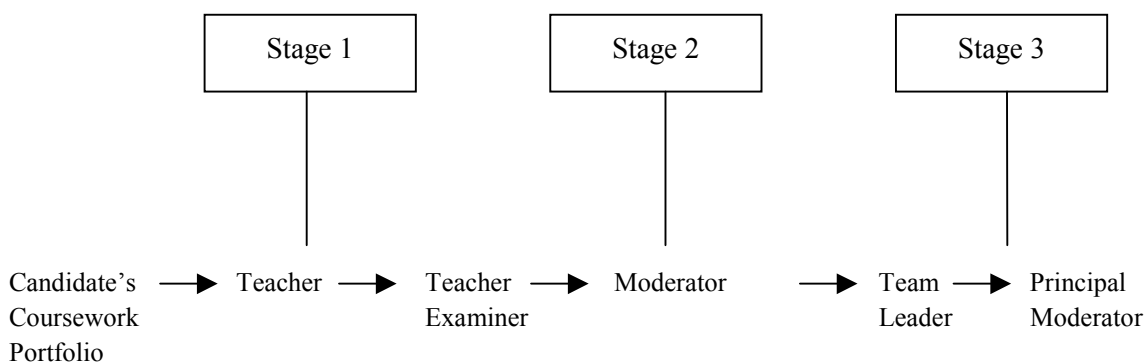 Stage 1
Stage 2
Stage 3
Candidate’s
Coursework
Portfolio
Teacher
Teacher
Examiner
Moderator
Team
Leader
Principal
Moderator